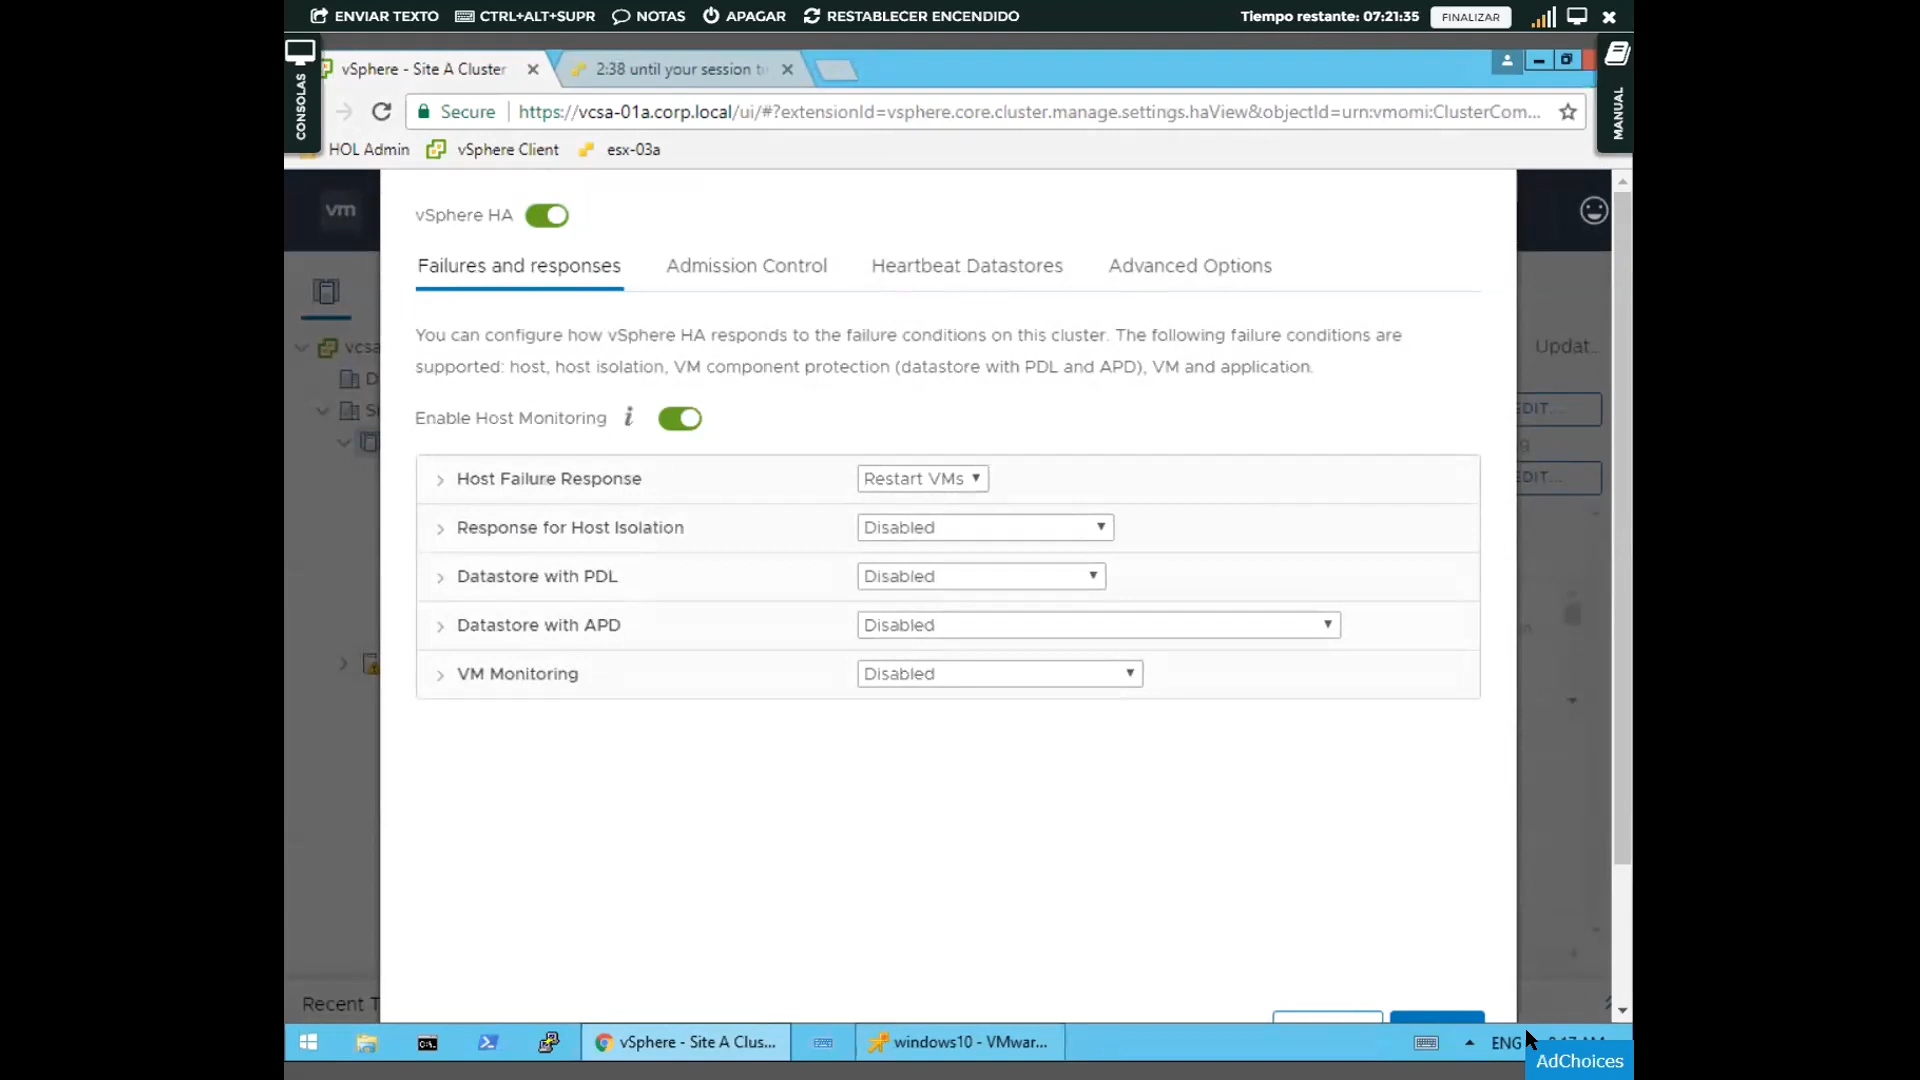 ENVIAR TEXTO CTRL+ALT+SUPR NOTAS APAGAR RESTABLECER ENCENDIDO Tiempo restante: 07:21:35 FINALIZAR
CONSOLAS
MANUAL
vSphere - Site A Cluster 2:38 until your session t
Secure https://vcsa-01a.corp.local/ui/#?extensionId=vsphere.core.cluster.manage.settings.haView&objectId=urn:vmomi:ClusterCom...
HOL Admin vSphere Client esx-03a
vm
vSphere HA
Failures and responses Admission Control Heartbeat Datastores Advanced Options
You can configure how vSphere HA responds to the failure conditions on this cluster. The following failure conditions are
supported: host, host isolation, VM component protection (datastore with PDL and APD), VM and application.
Updat...
Enable Host Monitoring i
EDIT...
Host Failure Response Restart VMs
EDIT...
Response for Host Isolation Disabled
Datastore with PDL Disabled
Datastore with APD Disabled
VM Monitoring Disabled
Recent T
vSphere - Site A Clus... windows10 - VMwar... ENG
AdChoices